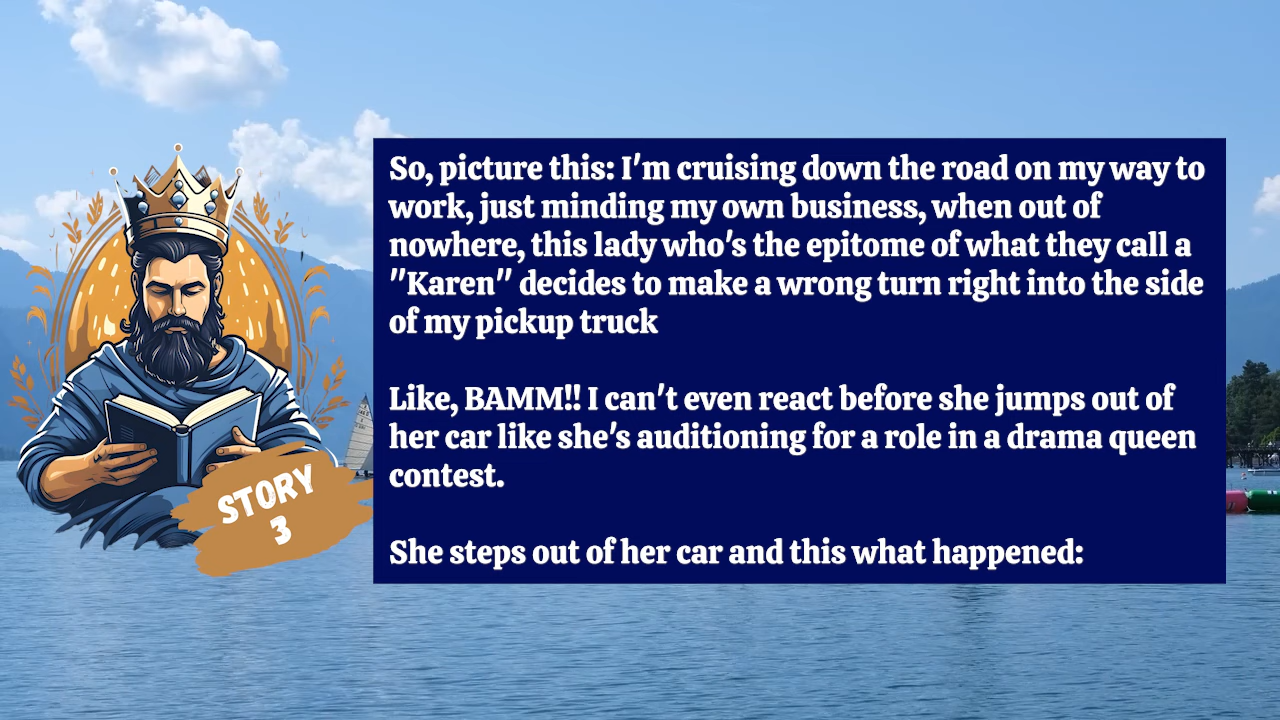 So, picture this: I'm cruising down the road on my way to
work, just minding my own business, when out of
nowhere, this lady who's the epitome of what they call a
"Karen" decides to make a wrong turn right into the side
of my pickup truck
Like, BAMM!! I can't even react before she jumps out of
her car like she's auditioning for a role in a drama queen
contest.
She steps out of her car and this what happened:
STORY
3